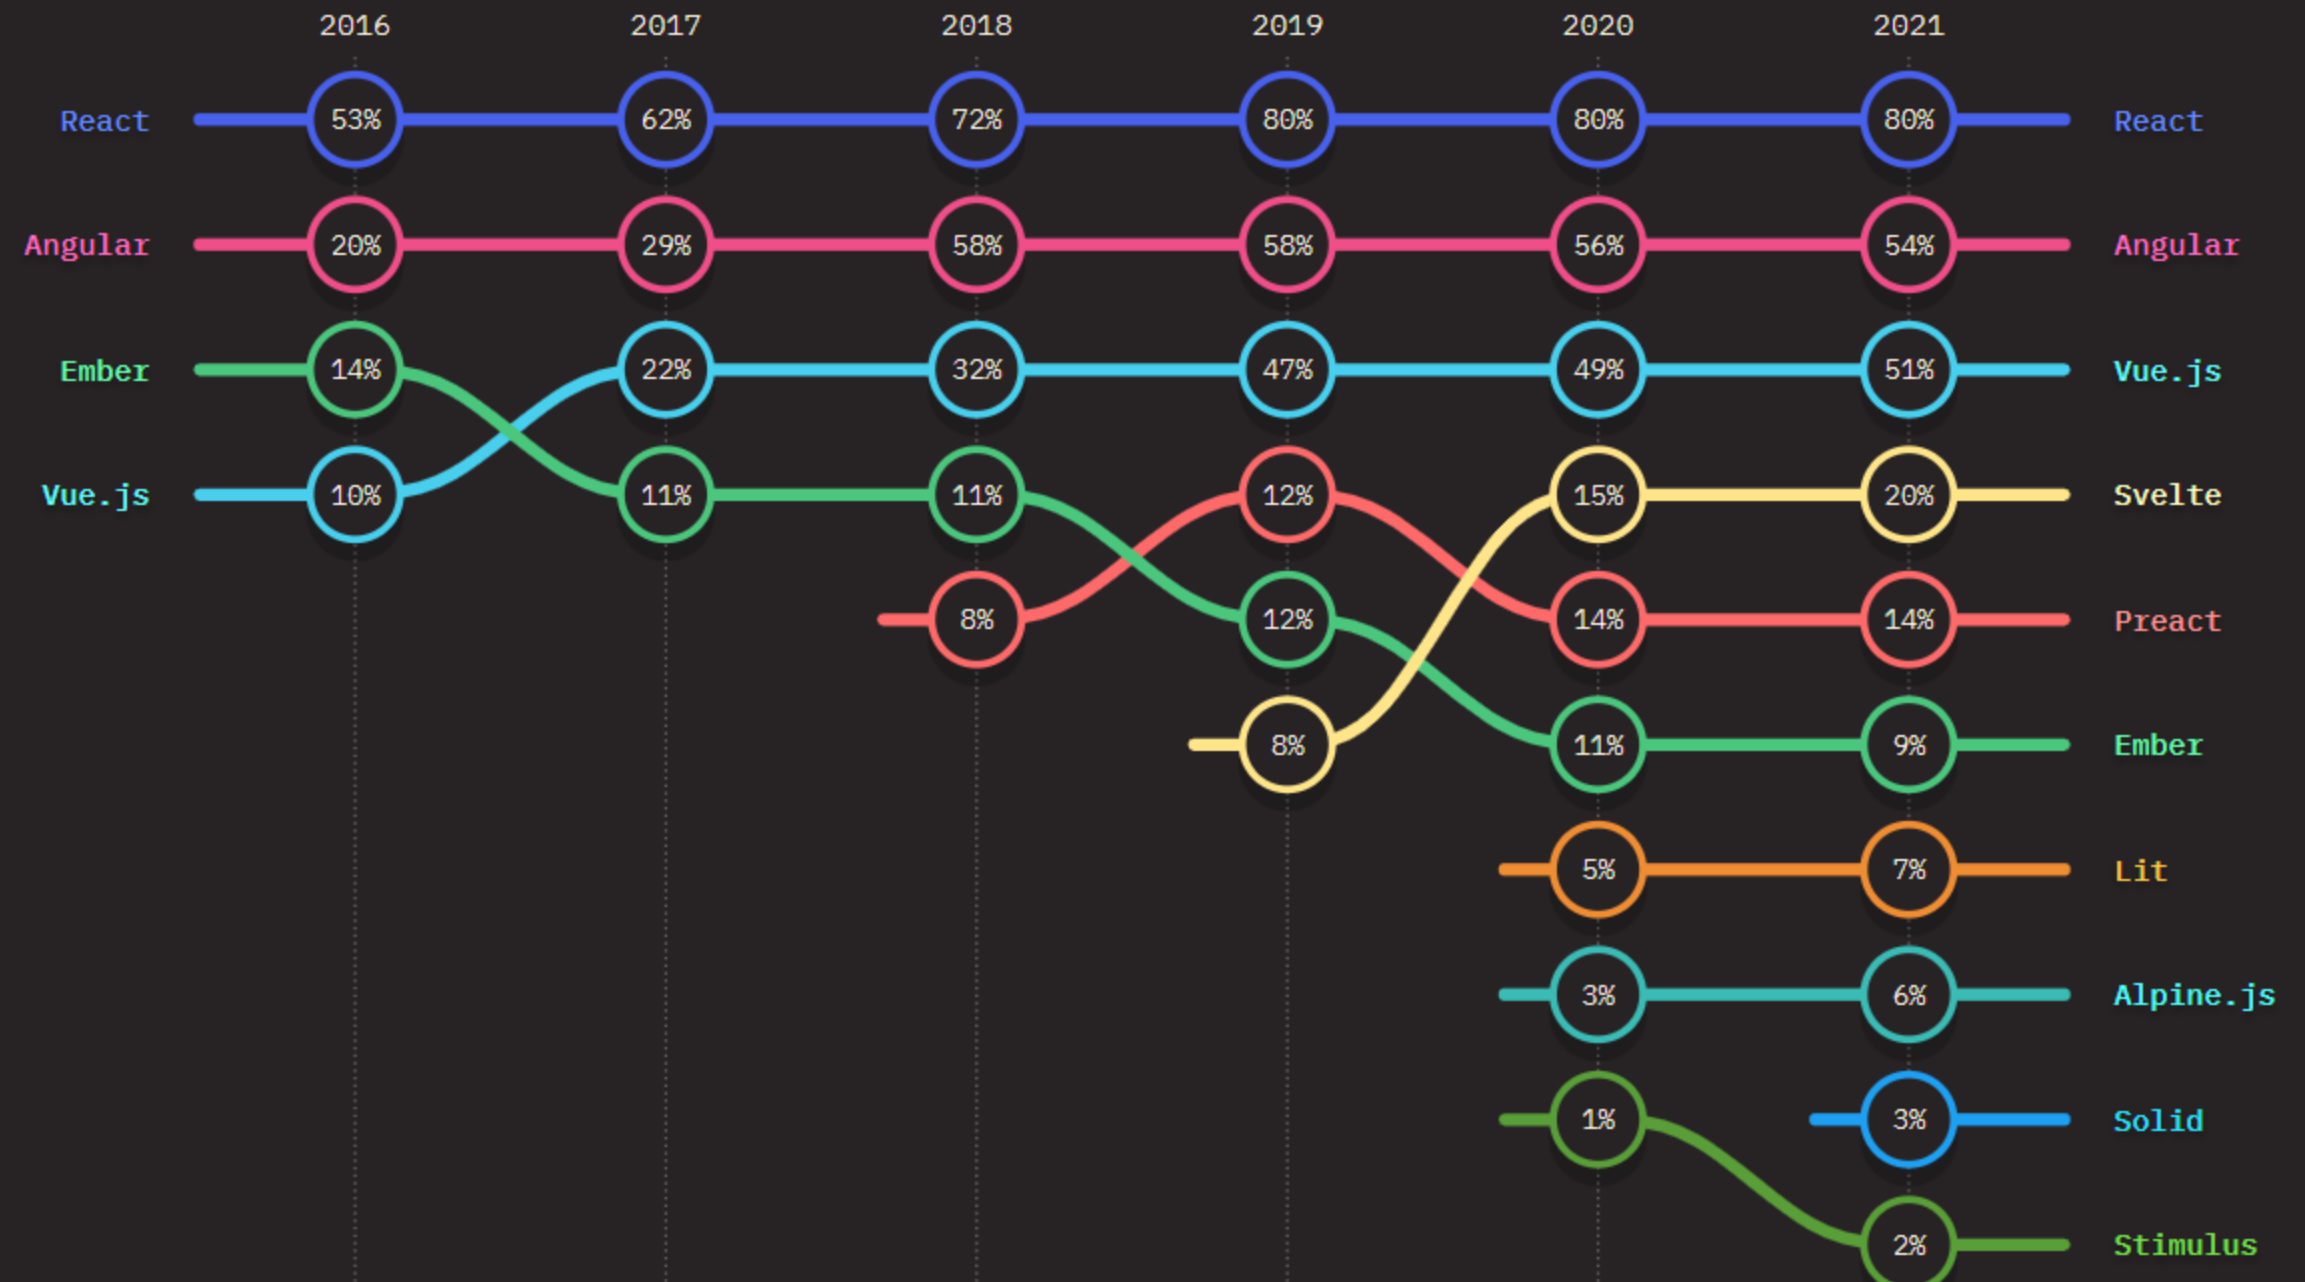 2016 2017 2018 2019 2020 2021
React 53% 62% 72% 80% 80% 80% React
Angular 20% 29% 58% 58% 56% 54% Angular
Ember 14% 22% 32% 47% 49% 51% Vue.js
Vue.js 10% 11% 11% 12% 15% 20% Svelte
8% 12% 14% 14% Preact
8% 11% 9% Ember
5% 7% Lit
3% 6% Alpine.js
1% 3% Solid
2% Stimulus